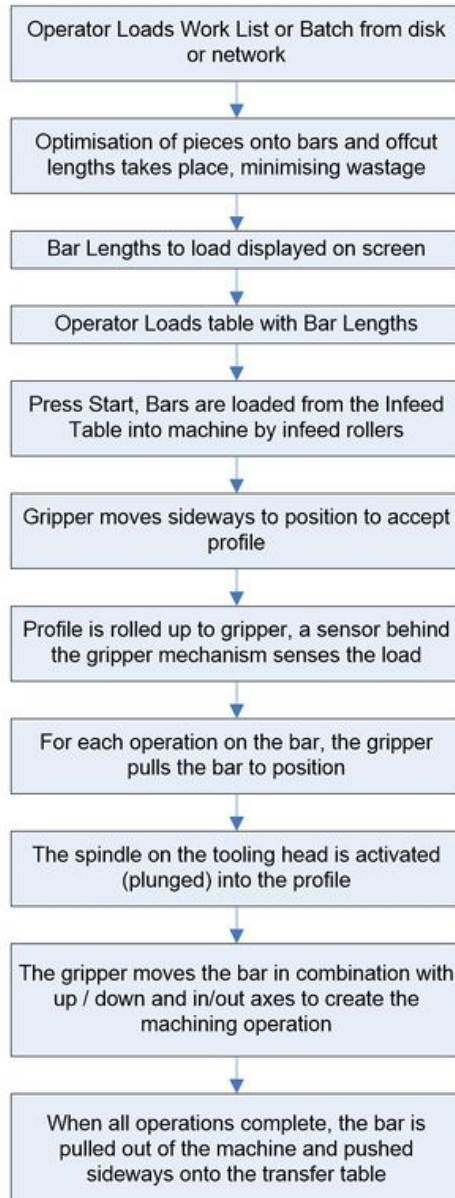 Operator Loads Work List or Batch from disk
or network
Optimisation of pieces onto bars and offcut
lengths takes place, minimising wastage
Bar Lengths to load displayed on screen
Operator Loads table with Bar Lengths
Press Start, Bars are loaded from the Infeed
Table into machine by infeed rollers
Gripper moves sideways to position to accept
profile
Profile is rolled up to gripper, a sensor behind
the gripper mechanism senses the load
For each operation on the bar, the gripper
pulls the bar to position
The spindle on the tooling head is activated
(plunged) into the profile
The gripper moves the bar in combination with
up / down and in/out axes to create the
machining operation
When all operations complete, the bar is
pulled out of the machine and pushed
sideways onto the transfer table